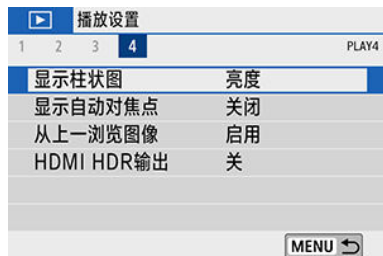 播放设置
1 2 3 4 PLAY4
显示柱状图 亮度
显示自动对焦点 关闭
从上一浏览图像 启用
HDMI HDR输出 关
MENU